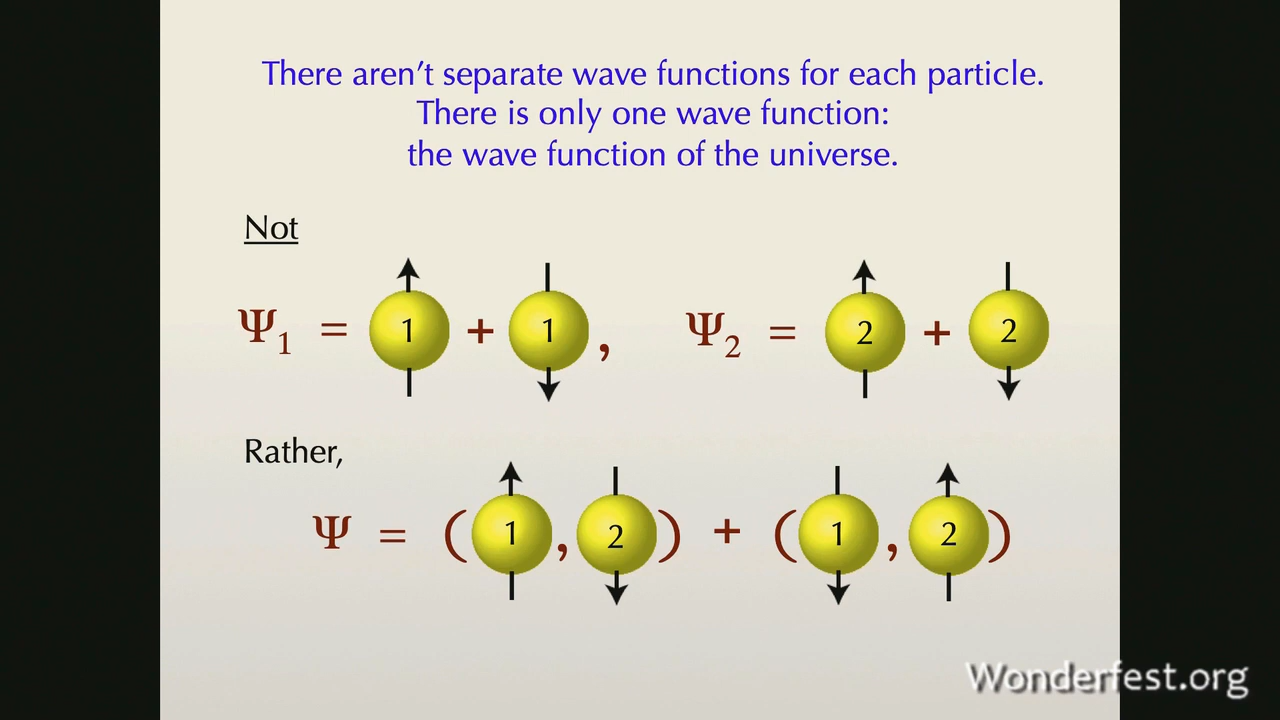 There aren't separate wave functions for each particle.
There is only one wave function:
the wave function of the universe.
Not
Ψ₁ = 1 + 1 , Ψ₂ = 2 + 2
Rather,
Ψ = ( 1 , 2 ) + ( 1 , 2 )
Wonderfest.org